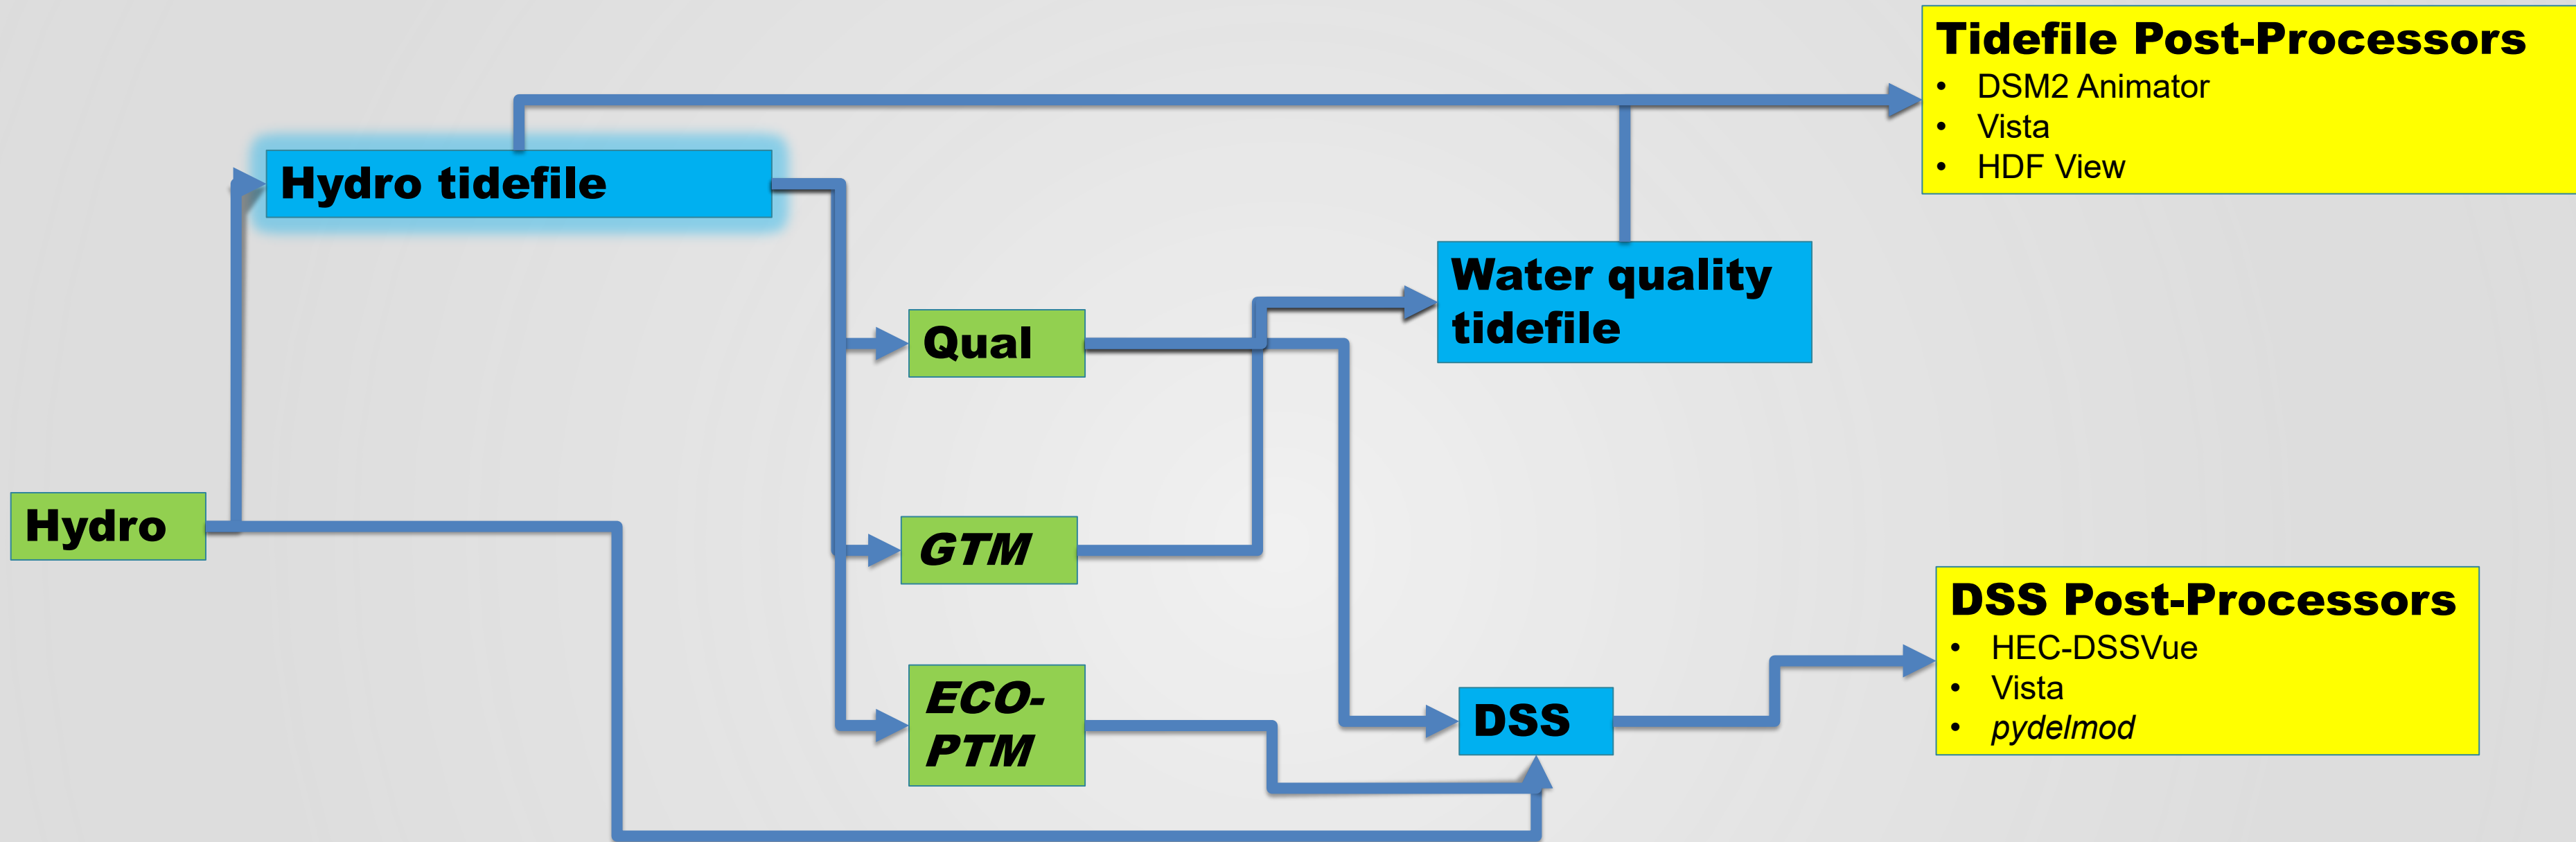 Tidefile Post-Processors
• DSM2 Animator
• Vista
• HDF View
Hydro tidefile
Water quality
tidefile
Qual
Hydro
GTM
DSS Post-Processors
• HEC-DSSVue
• Vista
• pydelmod
ECO-
PTM
DSS